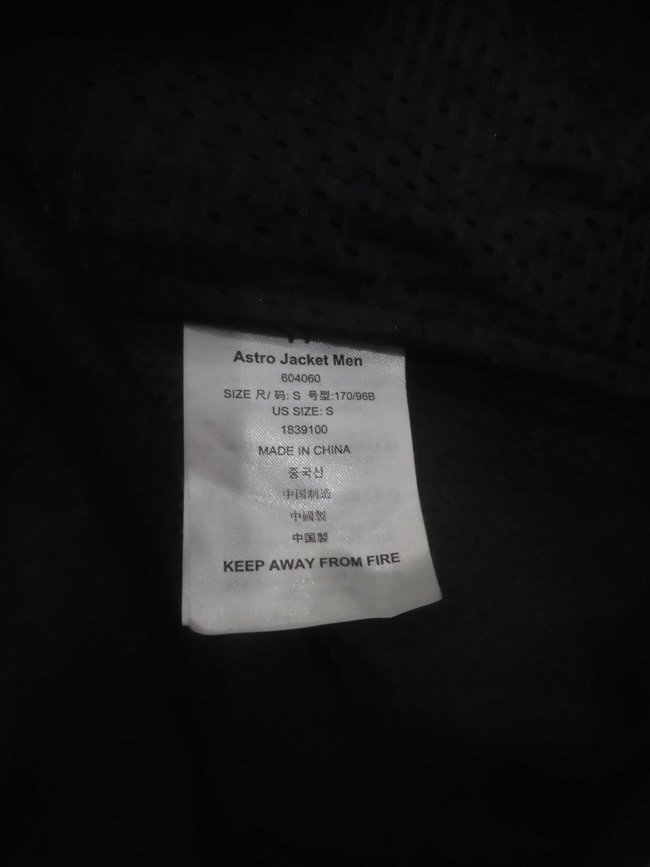 Astro Jacket Men
604060
SIZE 尺/ 码: S 号型:170/96B
US SIZE: S
1839100
MADE IN CHINA
중국산
中国制造
中國製
中国製
KEEP AWAY FROM FIRE